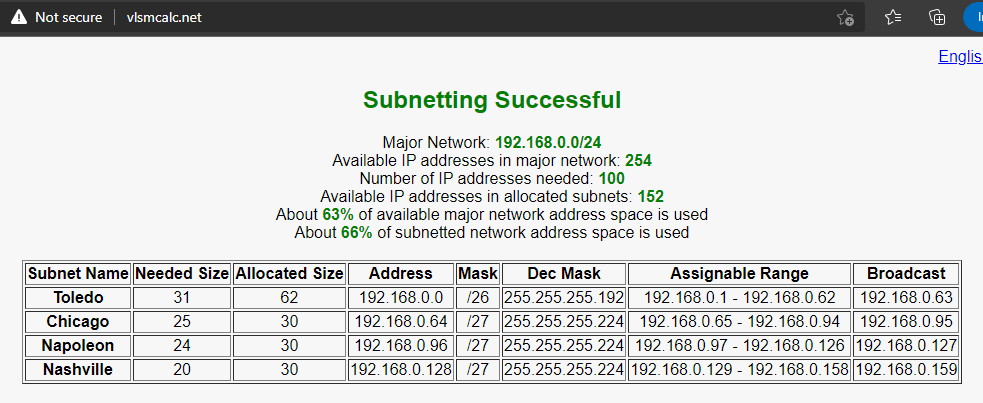 Not secure vlsmcalc.net
Englis
Subnetting Successful
Major Network: 192.168.0.0/24
Available IP addresses in major network: 254
Number of IP addresses needed: 100
Available IP addresses in allocated subnets: 152
About 63% of available major network address space is used
About 66% of subnetted network address space is used
Subnet Name Needed Size Allocated Size Address Mask Dec Mask Assignable Range Broadcast
Toledo 31 62 192.168.0.0 /26 255.255.255.192 192.168.0.1 - 192.168.0.62 192.168.0.63
Chicago 25 30 192.168.0.64 /27 255.255.255.224 192.168.0.65 - 192.168.0.94 192.168.0.95
Napoleon 24 30 192.168.0.96 /27 255.255.255.224 192.168.0.97 - 192.168.0.126 192.168.0.127
Nashville 20 30 192.168.0.128 /27 255.255.255.224 192.168.0.129 - 192.168.0.158 192.168.0.159